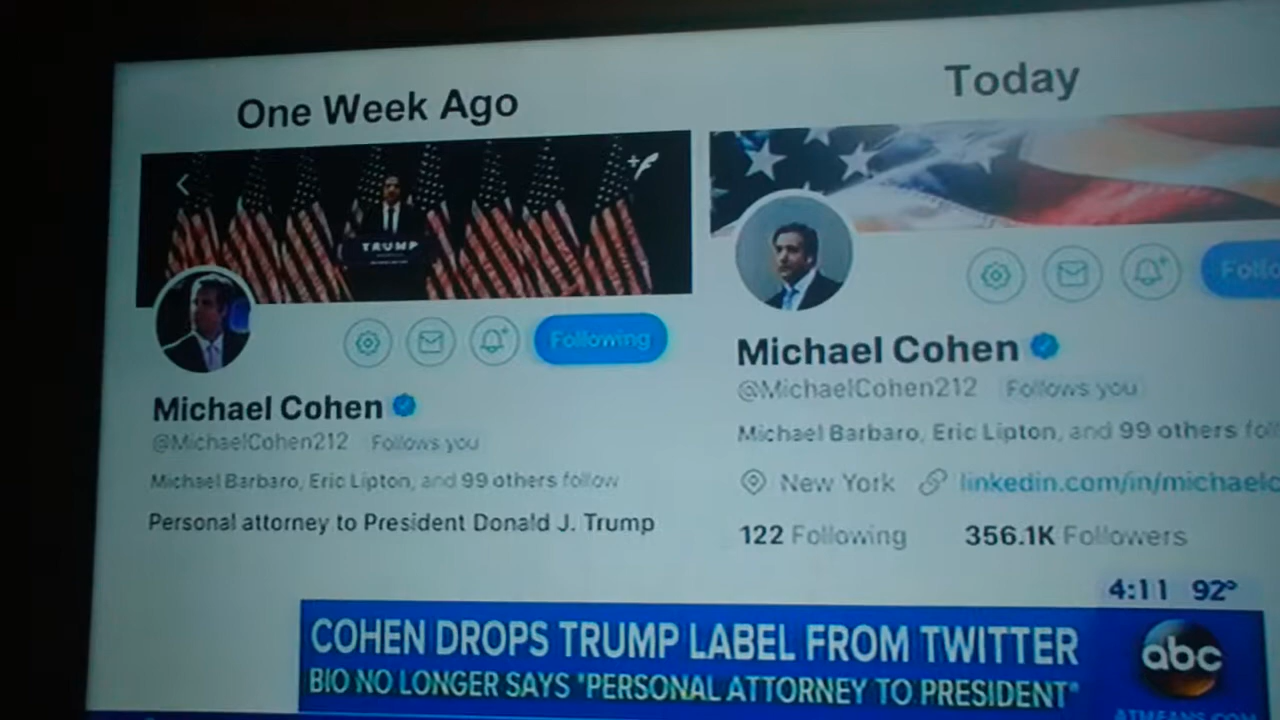 One Week Ago
TRUMP
Following
Michael Cohen
@MichaelCohen212 Follows you
Michael Barbaro, Eric Lipton, and 99 others follow
Personal attorney to President Donald J. Trump
Today
Michael Cohen
@MichaelCohen212 Follows you
Michael Barbaro, Eric Lipton, and 99 others
New York linkedin.com/in/michaelc
122 Following 356.1K Followers
4:11 92°
COHEN DROPS TRUMP LABEL FROM TWITTER
BIO NO LONGER SAYS "PERSONAL ATTORNEY TO PRESIDENT"
abc